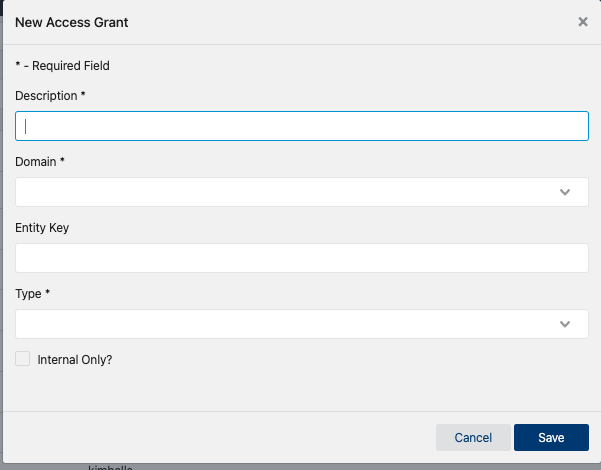 New Access Grant
* - Required Field
Description *
Domain *
Entity Key
Type *
Internal Only?
Cancel Save